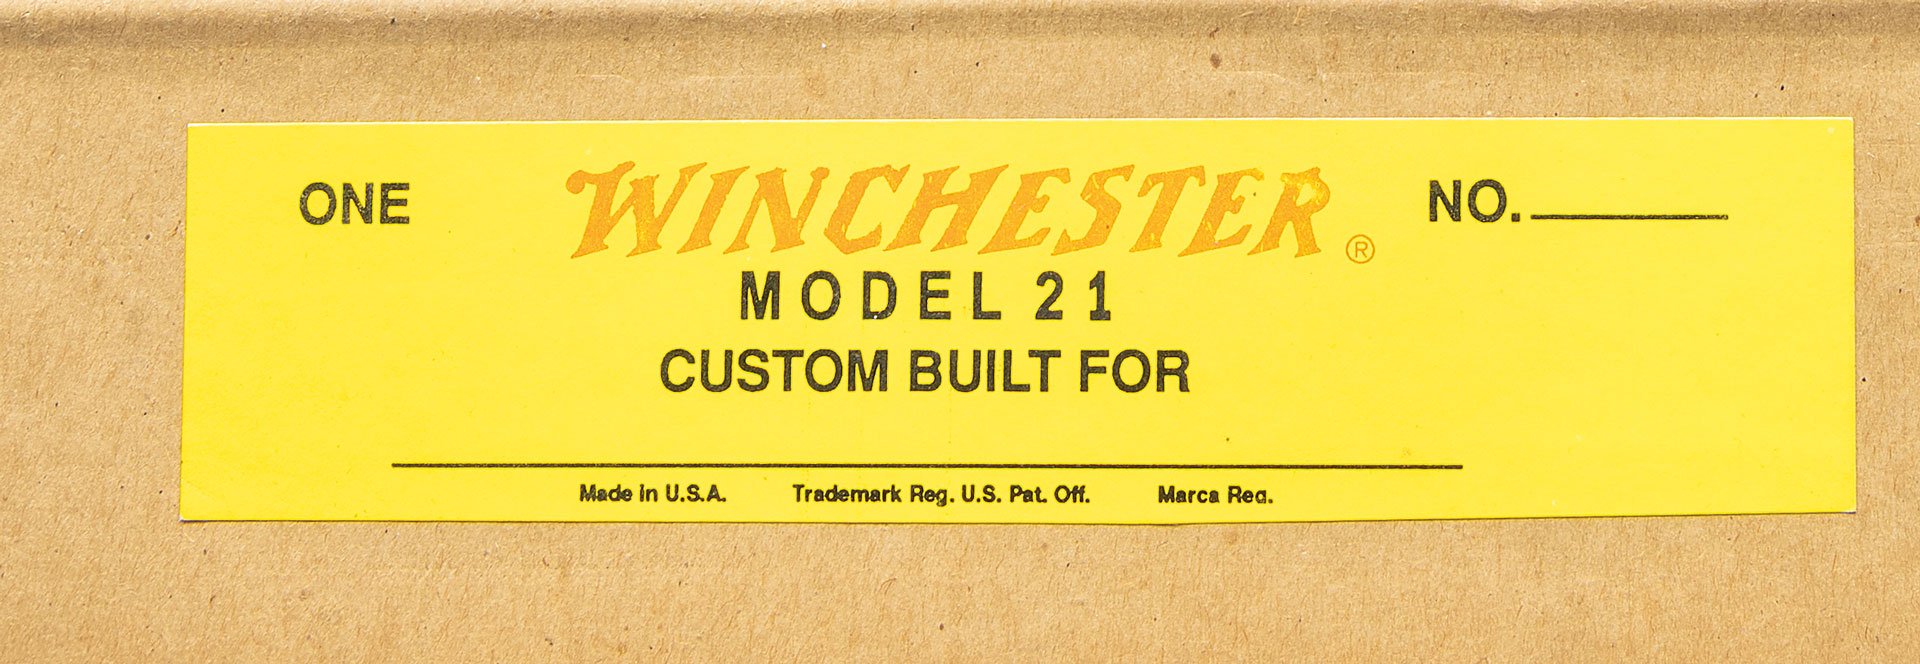 ONE WINCHESTER ® NO.
MODEL 21
CUSTOM BUILT FOR
Made in U.S.A. Trademark Reg. U.S. Pat. Off. Marca Reg.